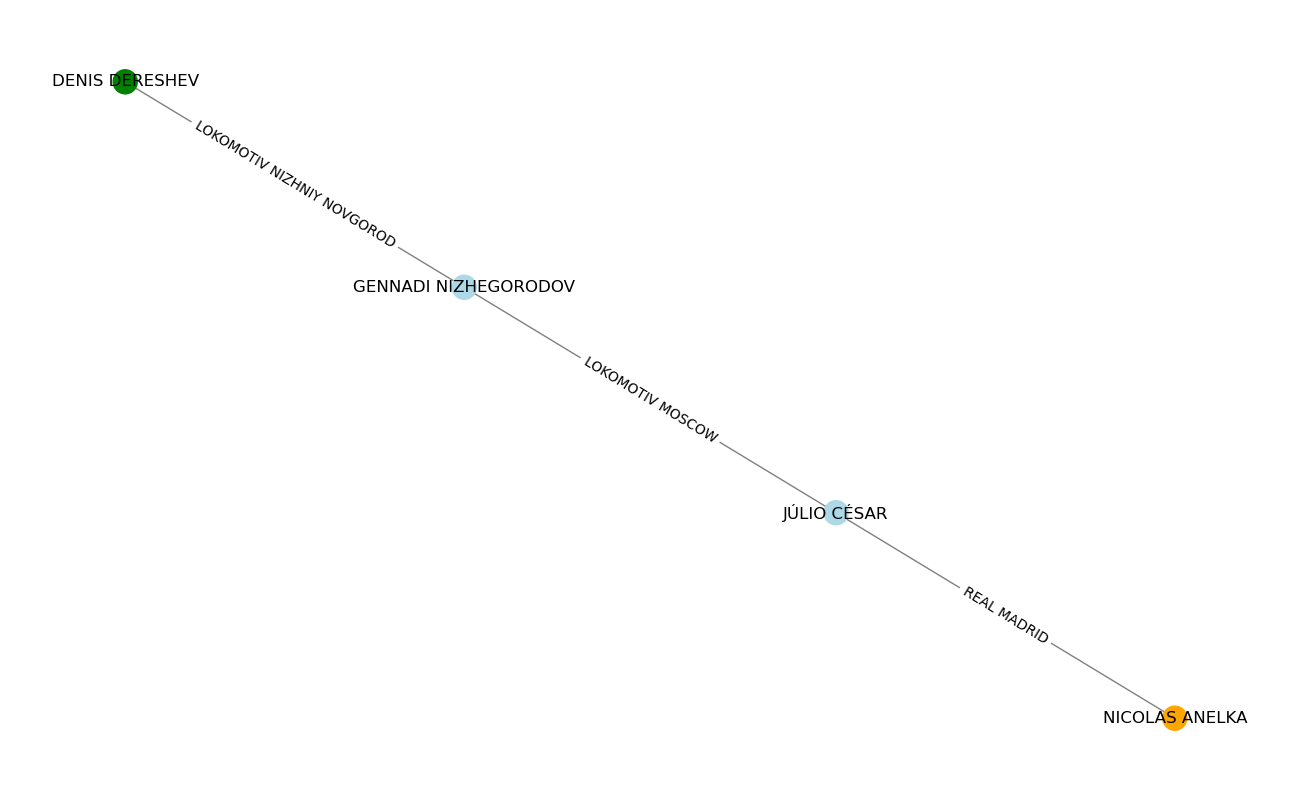 DENIS DERESHEV
LOKOMOTIV NIZHNIY NOVGOROD
GENNADI NIZHEGORODOV
LOKOMOTIV MOSCOW
JÚLIO CÉSAR
REAL MADRID
NICOLAS ANELKA